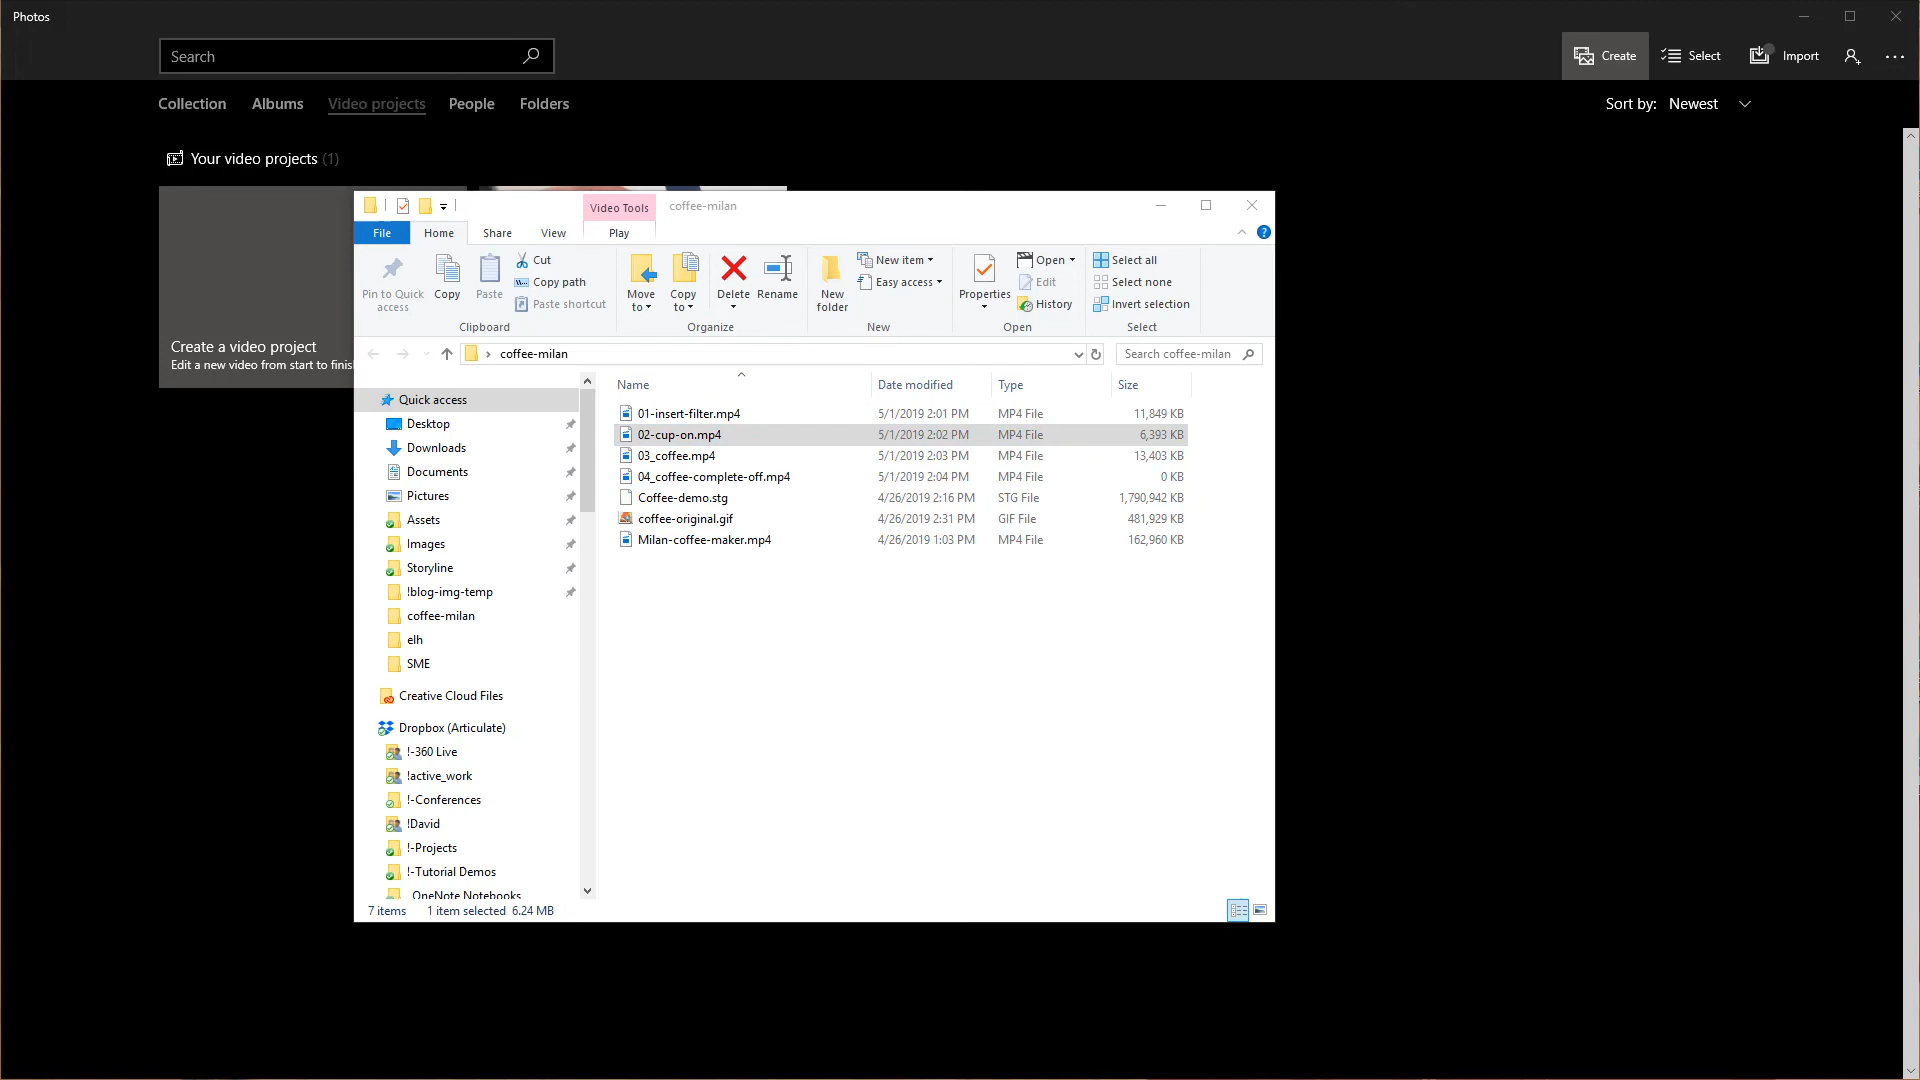 Photos
Search
Create
Select
Import
Collection
Albums
Video projects
People
Folders
Sort by: Newest
Your video projects (1)
Create a video project
Video Tools
coffee-milan
File
Home
Share
View
Play
Pin to Quick access
Copy
Paste
Cut
Copy path
Paste shortcut
Clipboard
Move to
Copy to
Delete
Rename
Organize
New folder
New item
Easy access
New
Properties
Open
Edit
History
Open
Select all
Select none
Invert selection
Select
coffee-milan
Search coffee-milan
Edit a new video from start to
Name
Date modified
Type
Size
01-insert-filter.mp4 5/1/2019 2:01 PM MP4 File 11,849 KB
02-cup-on.mp4 5/1/2019 2:02 PM MP4 File 6,393 KB
03_coffee.mp4 5/1/2019 2:03 PM MP4 File 13,403 KB
04_coffee-complete-off.mp4 5/1/2019 2:04 PM MP4 File 0 KB
Coffee-demo.stg 4/26/2019 2:16 PM STG File 1,790,942 KB
coffee-original.gif 4/26/2019 2:31 PM GIF File 481,929 KB
Milan-coffee-maker.mp4 4/26/2019 1:03 PM MP4 File 162,960 KB
Quick access
Desktop
Downloads
Documents
Pictures
Assets
Images
Storyline
!blog-img-temp
coffee-milan
elh
SME
Creative Cloud Files
Dropbox (Articulate)
!-360 Live
!active_work
!-Conferences
!David
!-Projects
!-Tutorial Demos
OneNote Notebooks
7 items
1 item selected 6.24 MB